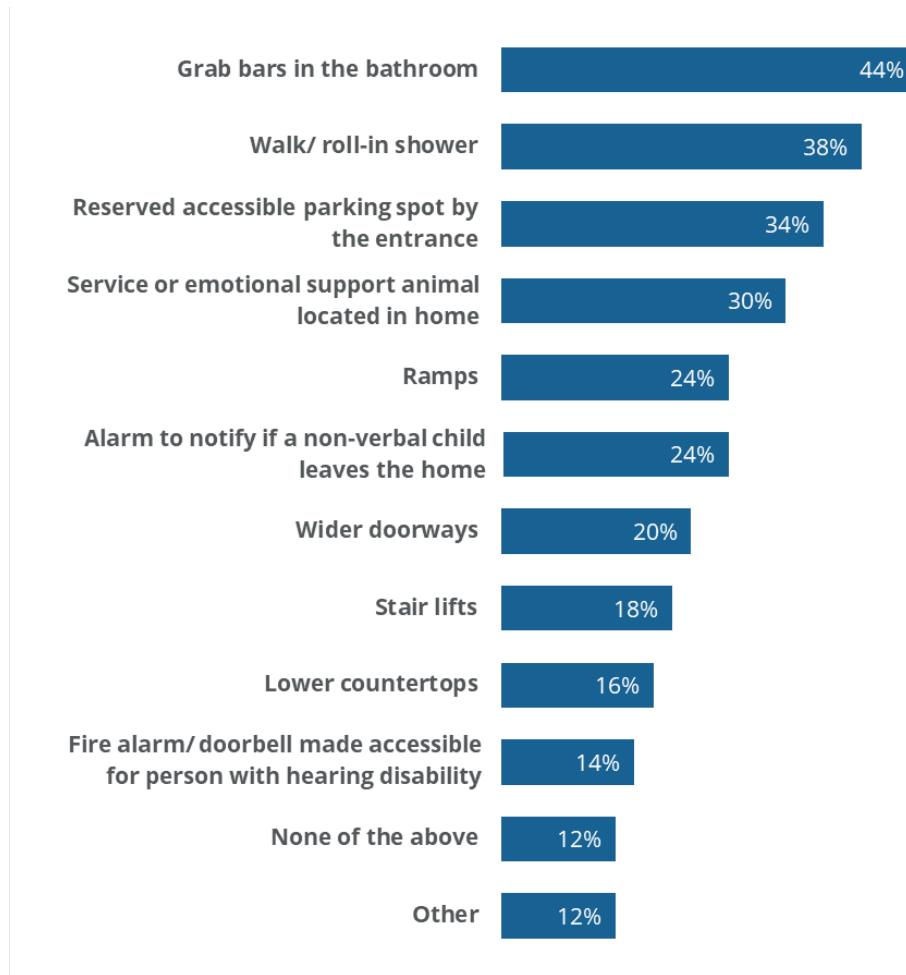 Grab bars in the bathroom
44%
Walk/ roll-in shower
38%
Reserved accessible parking spot by
the entrance
34%
Service or emotional support animal
located in home
30%
Ramps
24%
Alarm to notify if a non-verbal child
leaves the home
24%
Wider doorways
20%
Stair lifts
18%
Lower countertops
16%
Fire alarm/ doorbell made accessible
for person with hearing disability
14%
None of the above
12%
Other
12%